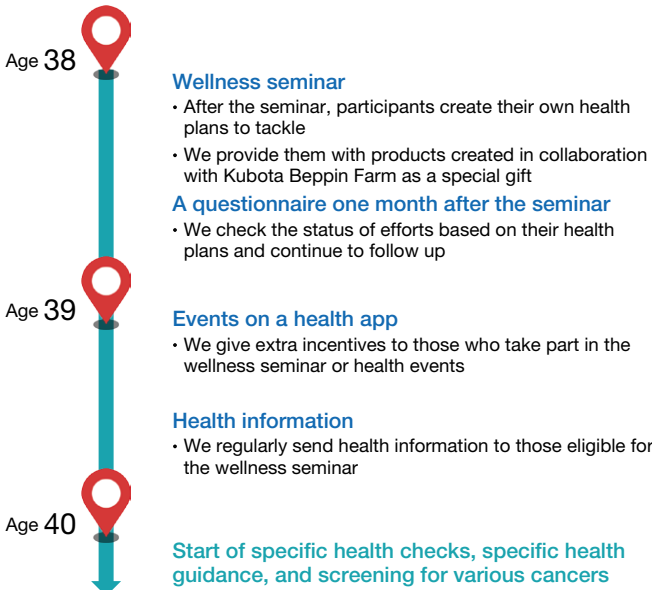 Age 38
Wellness seminar
・After the seminar, participants create their own health
plans to tackle
・We provide them with products created in collaboration
with Kubota Beppin Farm as a special gift
A questionnaire one month after the seminar
・We check the status of efforts based on their health
plans and continue to follow up
Age 39
Events on a health app
・We give extra incentives to those who take part in the
wellness seminar or health events
Health information
・We regularly send health information to those eligible for
the wellness seminar
Age 40
Start of specific health checks, specific health
guidance, and screening for various cancers